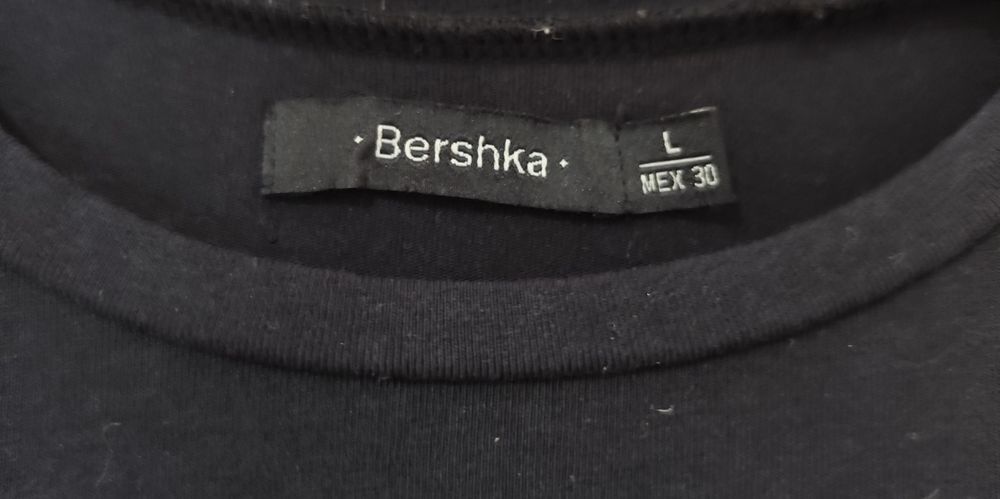 · Bershka ·
L
MEX 30